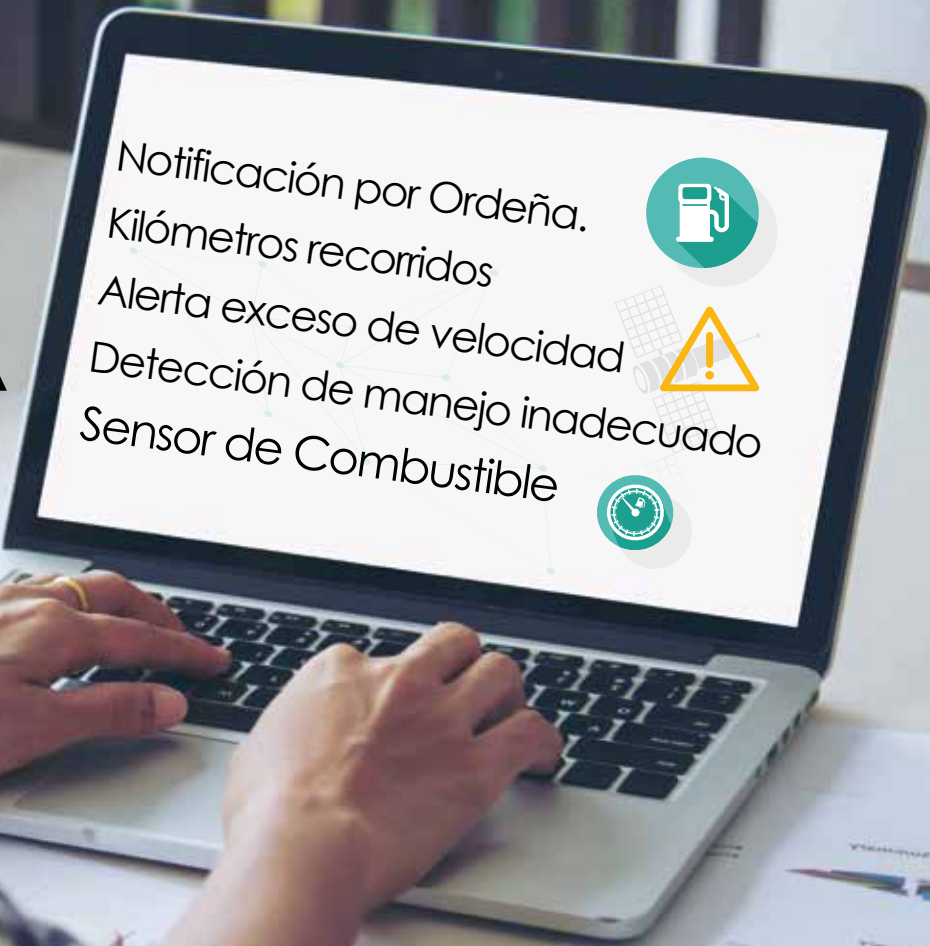 Notificación por Ordeña.
Kilómetros recorridos
Alerta exceso de velocidad
Detección de manejo inadecuado
Sensor de Combustible